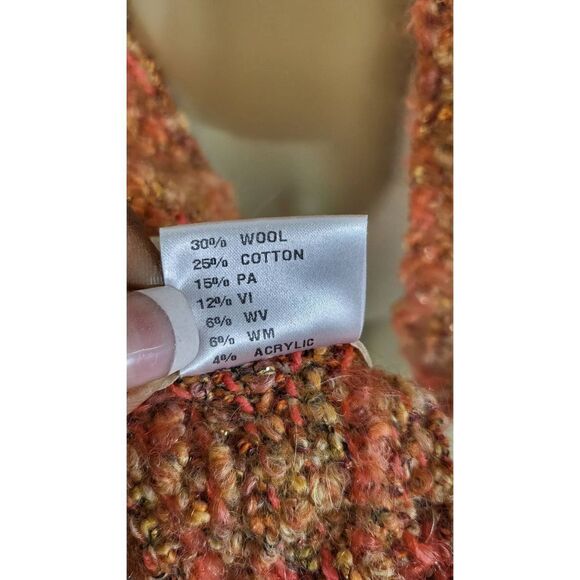 30% WOOL
25% COTTON
15% PA
12% VI
6% WV
6% WM
4% ACRYLIC